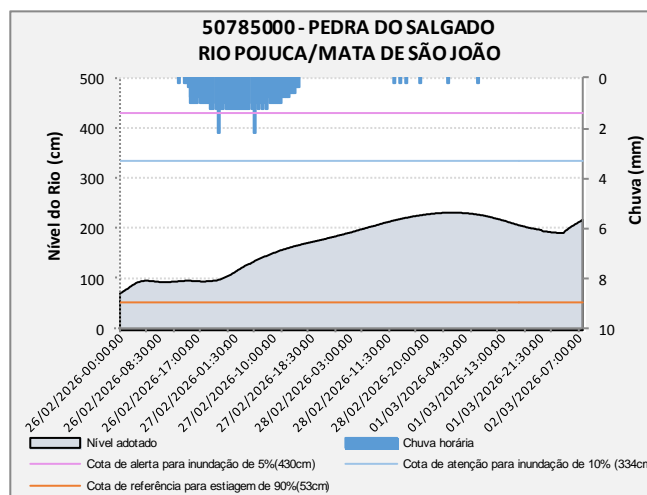 50785000 - PEDRA DO SALGADO
RIO POJUCA/MATA DE SÃO JOÃO
Nível do Rio (cm)
500
400
300
200
100
0
Chuva (mm)
0
2
4
6
8
10
26/02/2026-00:00:00
26/02/2026-08:30:00
26/02/2026-17:00:00
27/02/2026-01:30:00
27/02/2026-10:00:00
27/02/2026-18:30:00
28/02/2026-03:00:00
28/02/2026-11:30:00
28/02/2026-20:00:00
01/03/2026-04:30:00
01/03/2026-13:00:00
01/03/2026-21:30:00
02/03/2026-07:00:00
Nível adotado
Chuva horária
Cota de alerta para inundação de 5%(430cm)
Cota de atenção para inundação de 10% (334cm
Cota de referência para estiagem de 90%(53cm)